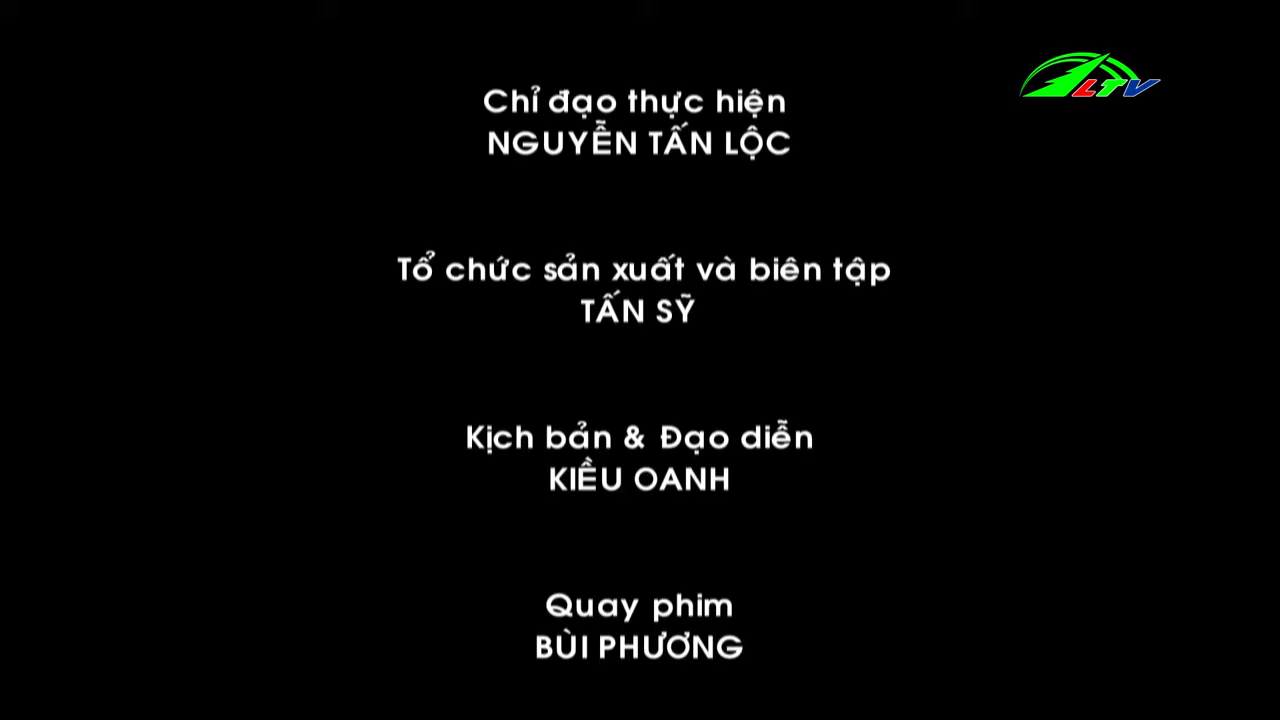 LTV
Chỉ đạo thực hiện
NGUYỄN TẤN LỘC
Tổ chức sản xuất và biên tập
TẤN SỸ
Kịch bản & Đạo diễn
KIỀU OANH
Quay phim
BÙI PHƯƠNG